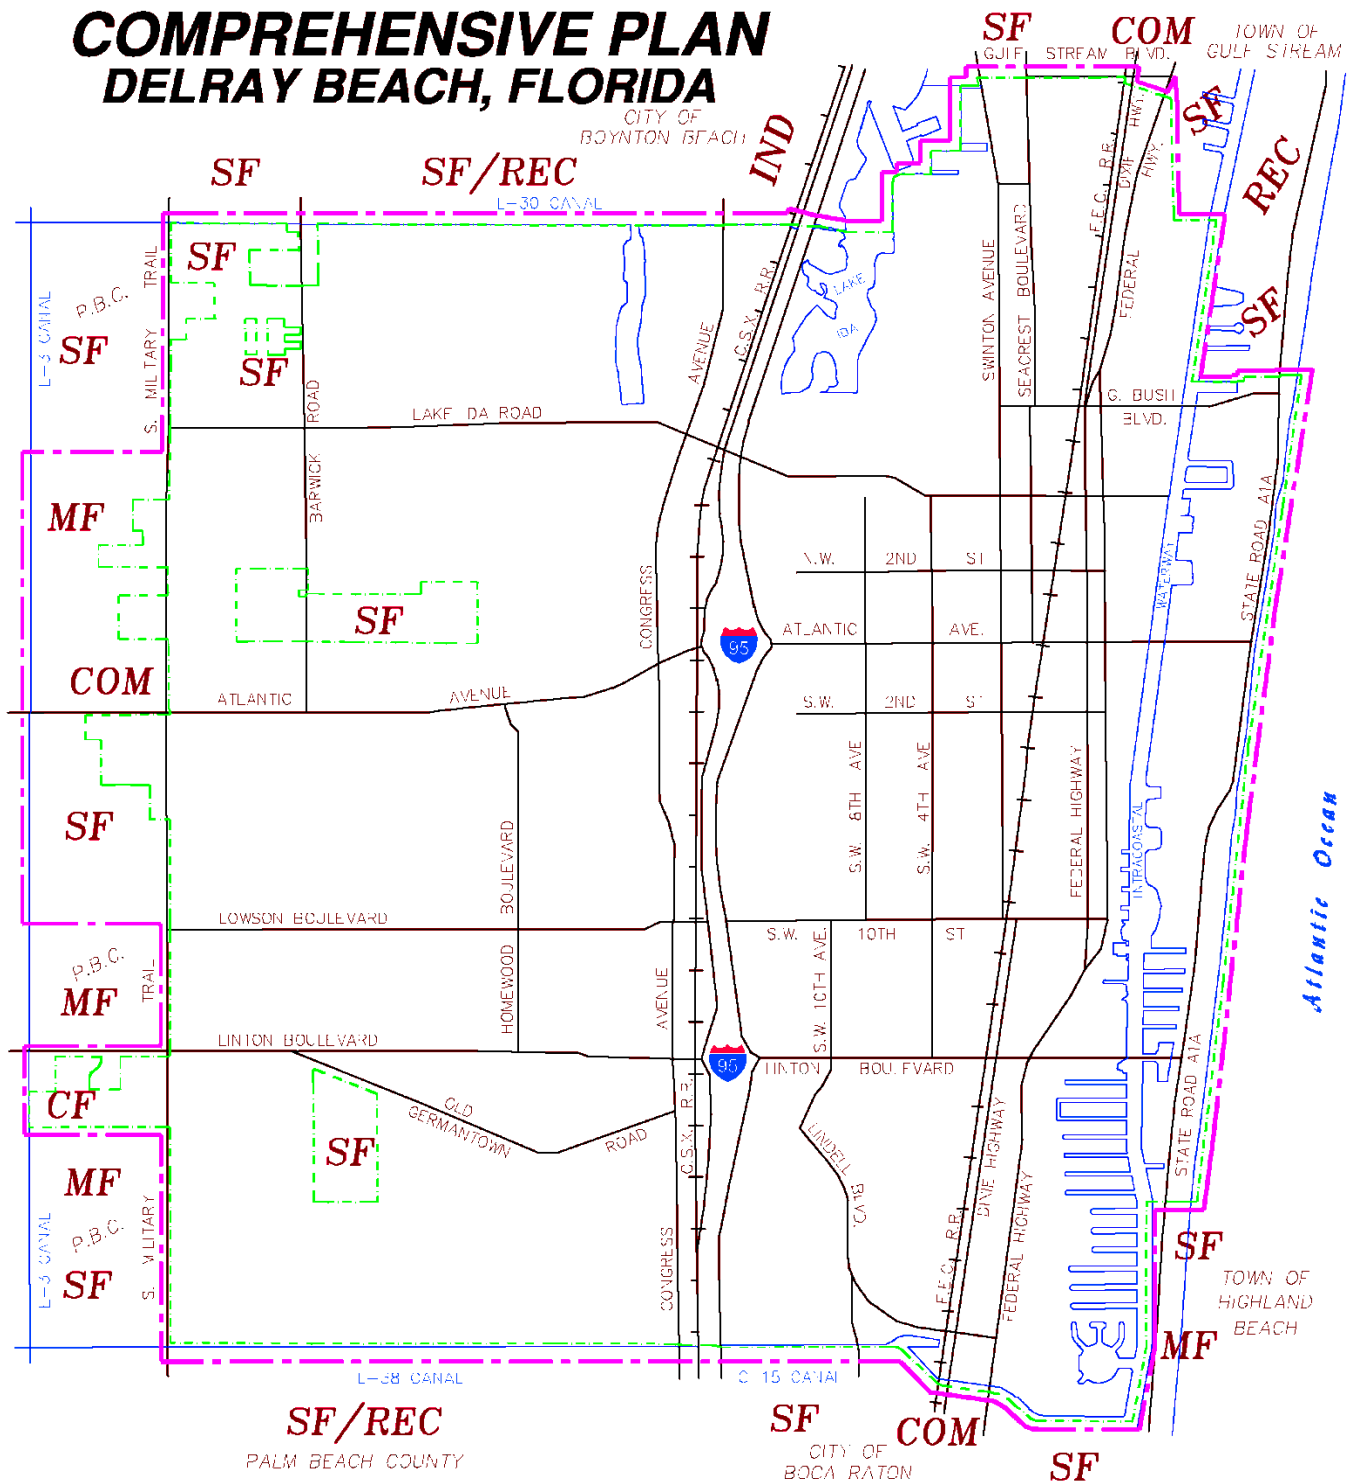 COMPREHENSIVE PLAN
DELRAY BEACH, FLORIDA
SF
COM
TOWN OF
GULF STREAM
GULF STREAM BLVD.
CITY OF
BOYNTON BEACH
IND
SF
REC
SF
SF/REC
L-30 CANAL
F.E.C. R.R.
DIXIE HWY.
FEDERAL HWY.
SF
S. MILITARY TRAIL
P.B.C.
SF
L-3 CANAL
SF
SF
LAKE IDA
SWINTON AVENUE
SEACREST BOULEVARD
C.S.X. R.R.
AVENUE
BARWICK ROAD
LAKE IDA ROAD
G. BUSH
BLVD.
MF
N.W. 2ND ST
CONGRESS
WATERWAY
STATE ROAD A1A
SF
ATLANTIC AVE.
95
COM
ATLANTIC AVENUE
S.W. 2ND ST
S.W. 8TH AVE
S.W. 4TH AVE
FEDERAL HIGHWAY
INTRACOASTAL
SF
Atlantic Ocean
HOMEWOOD BOULEVARD
LOWSON BOULEVARD
S.W. 10TH ST
S.W. 10TH AVE.
P.B.C.
MF
TRAIL
AVENUE
LINTON BOULEVARD
95
LINTON BOULEVARD
STATE ROAD A1A
CF
OLD
GERMANTOWN
ROAD
SF
C.S.X. R.R.
LINDELL BLVD.
DIXIE HIGHWAY
FEDERAL HIGHWAY
F.E.C. R.R.
MF
P.B.C.
SF
L-3 CANAL
S. MILITARY
CONGRESS
SF
TOWN OF
HIGHLAND
BEACH
MF
L-38 CANAL
C-15 CANAL
SF/REC
SF
COM
PALM BEACH COUNTY
CITY OF
BOCA RATON
SF